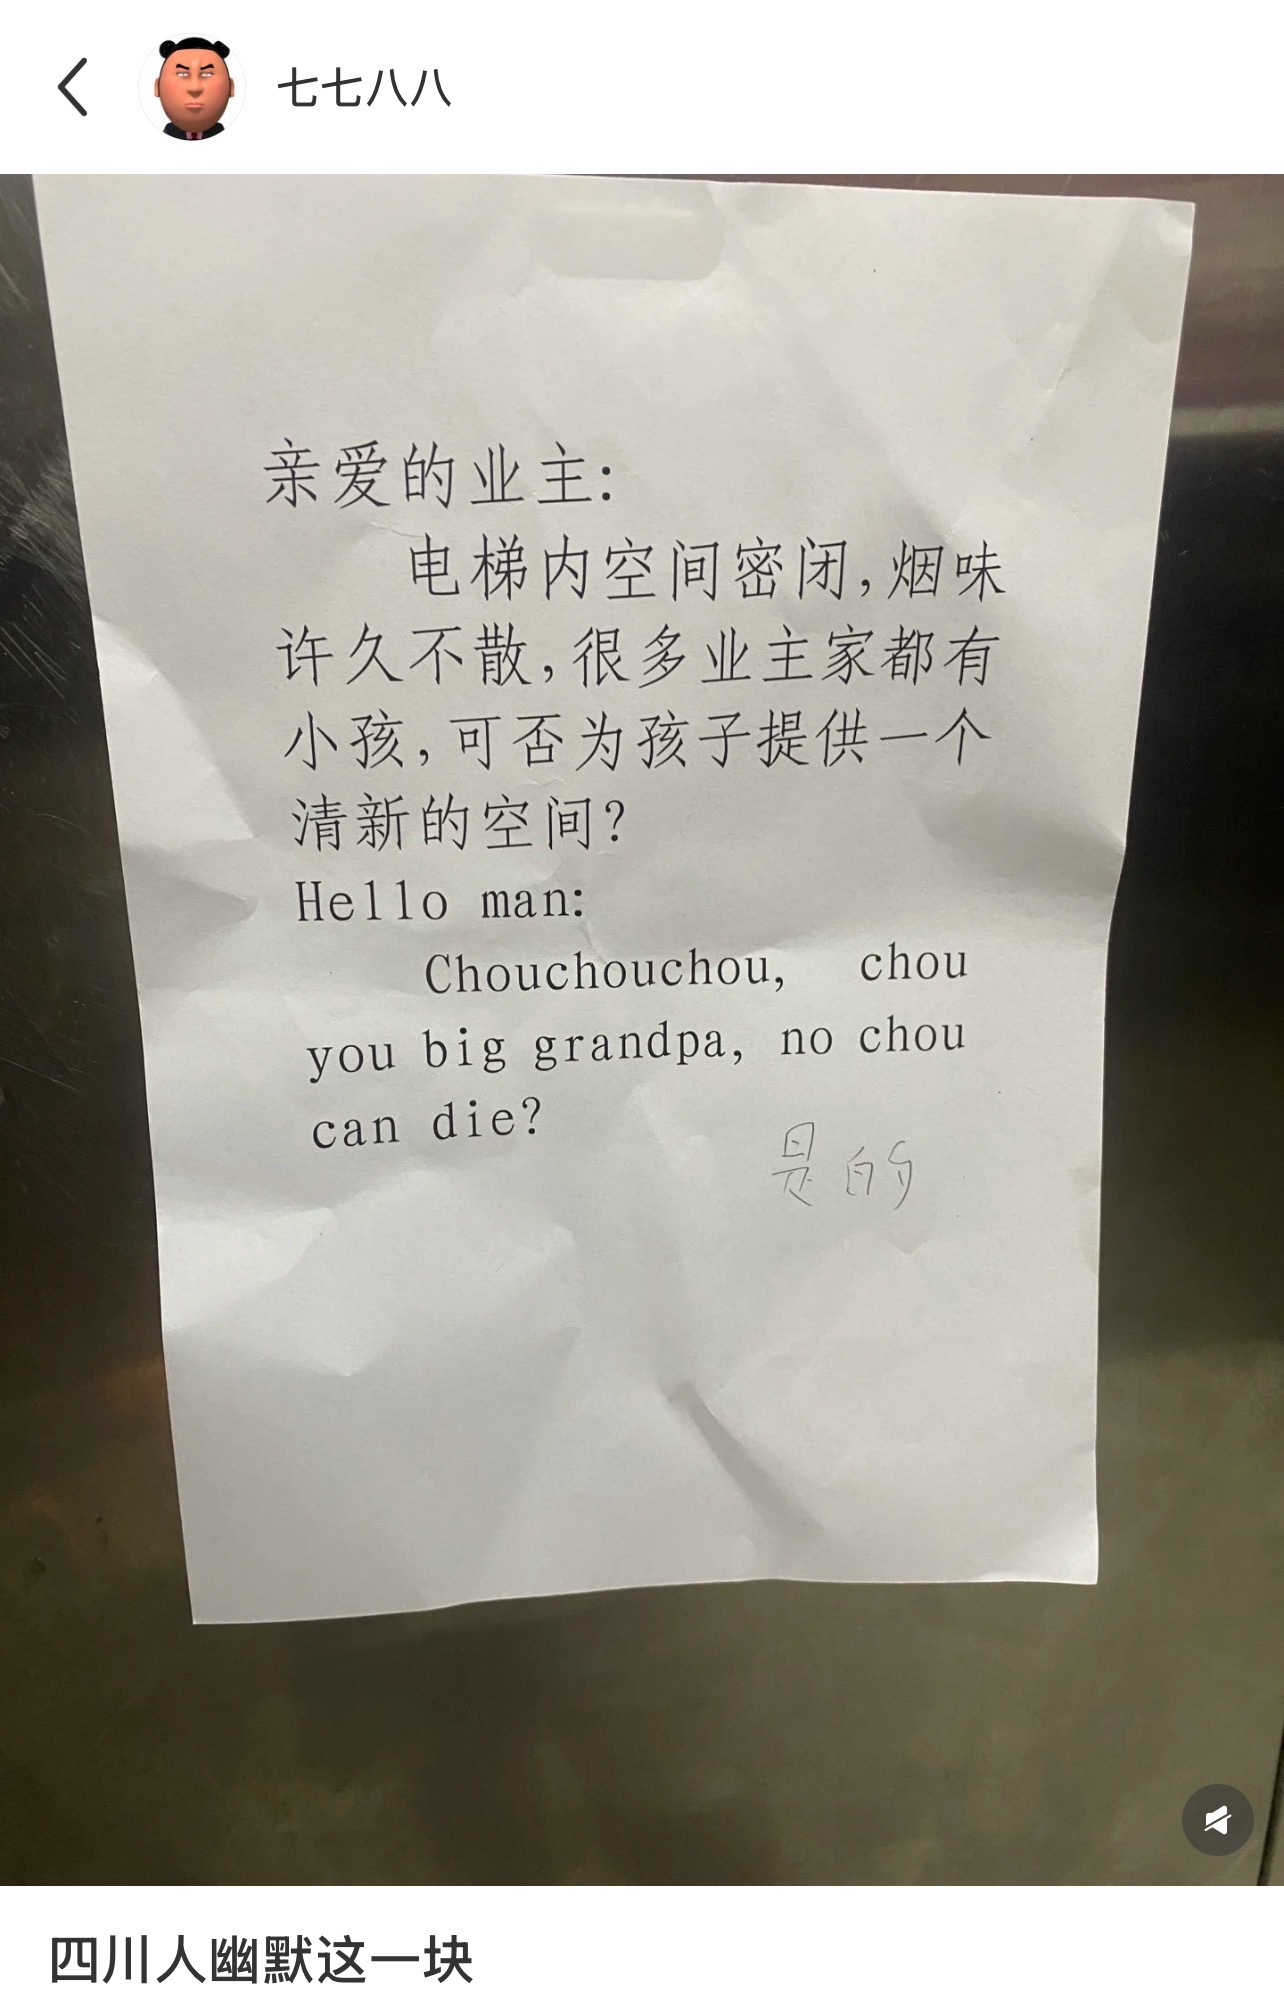 七七八八
亲爱的业主:
电梯内空间密闭,烟味
许久不散,很多业主家都有
小孩,可否为孩子提供一个
清新的空间?
Hello man:
Chouchouchou, chou
you big grandpa, no chou
can die?
是的
四川人幽默这一块